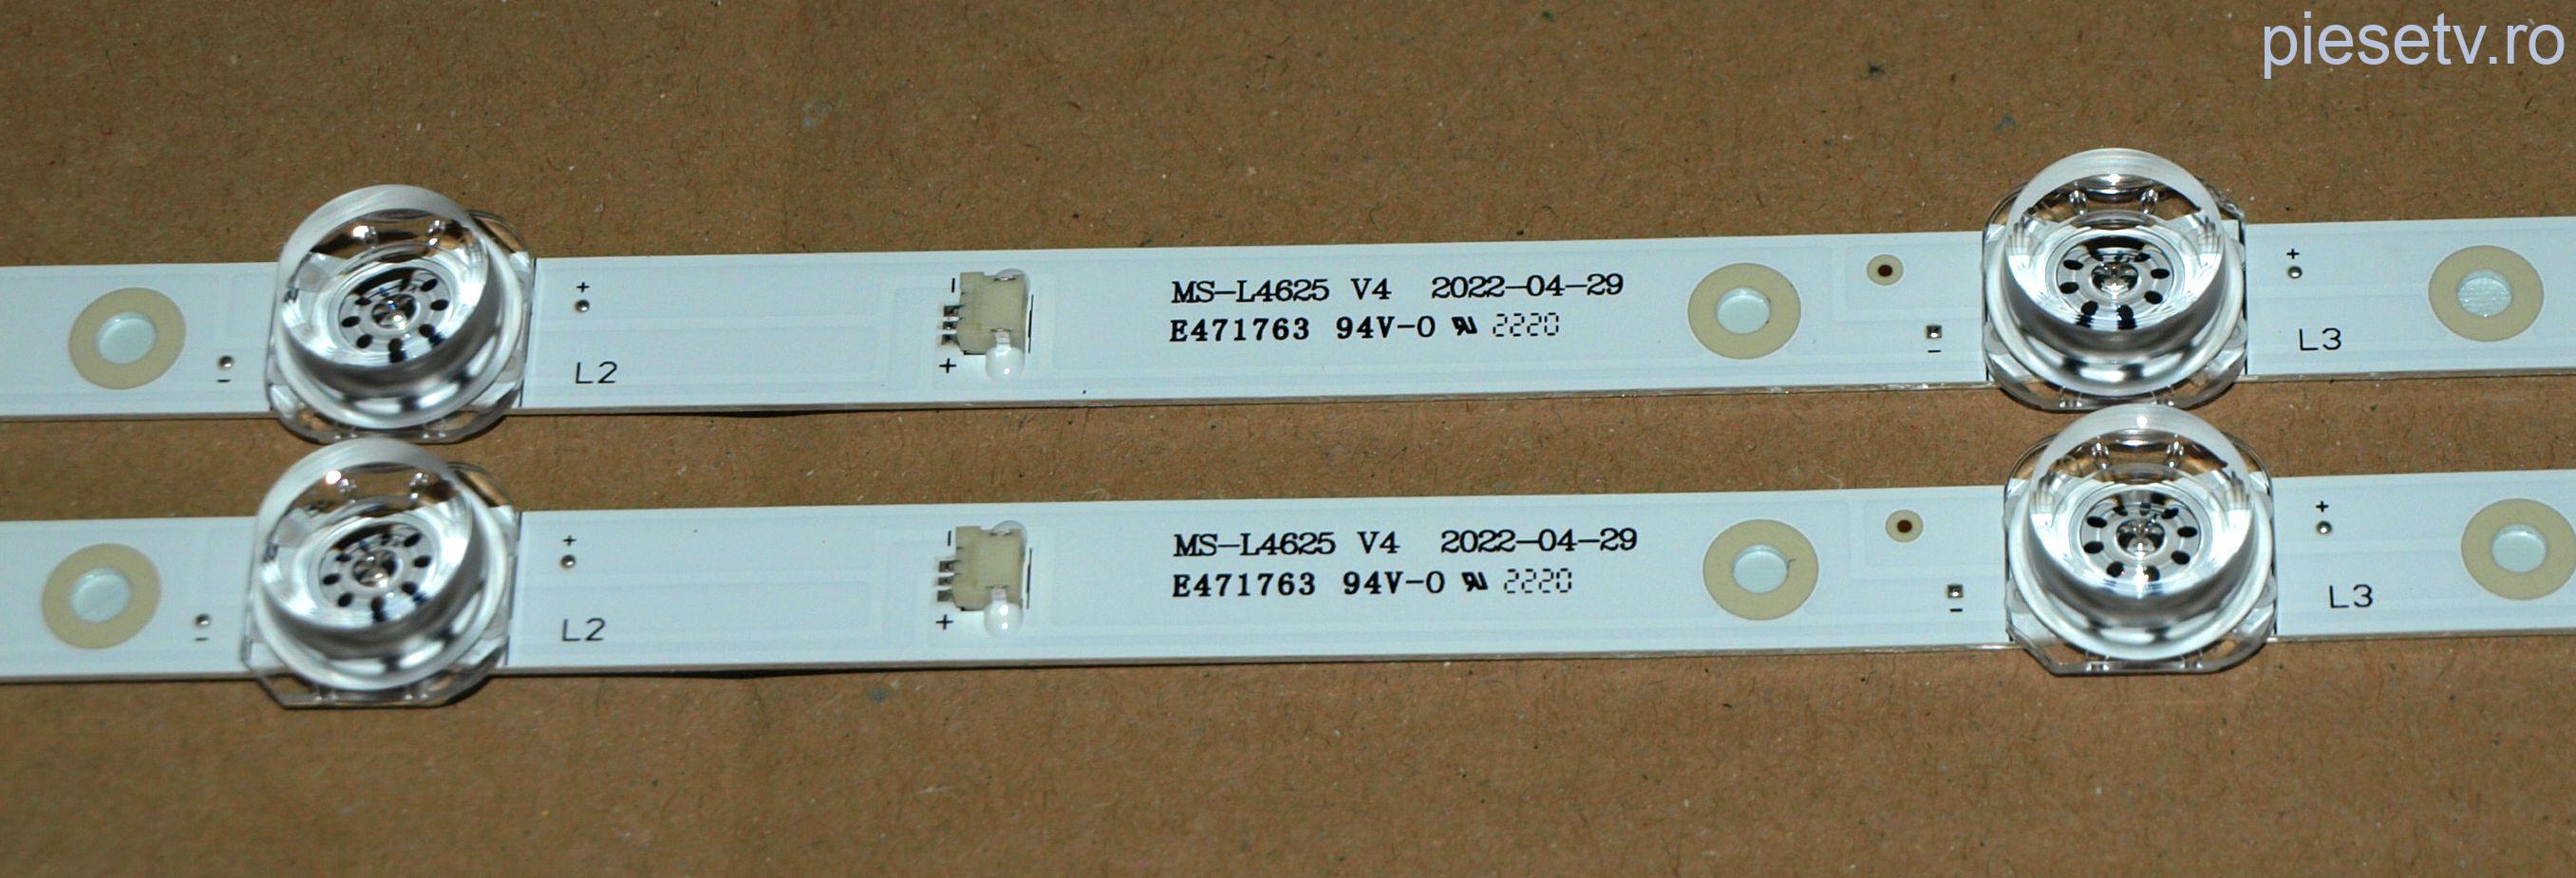 piesetv.ro
- + L2 - + MS-L4625 V4 2022-04-29
E471763 94V-0 2220
- + L3
- + L2 - + MS-L4625 V4 2022-04-29
E471763 94V-0 2220
- + L3